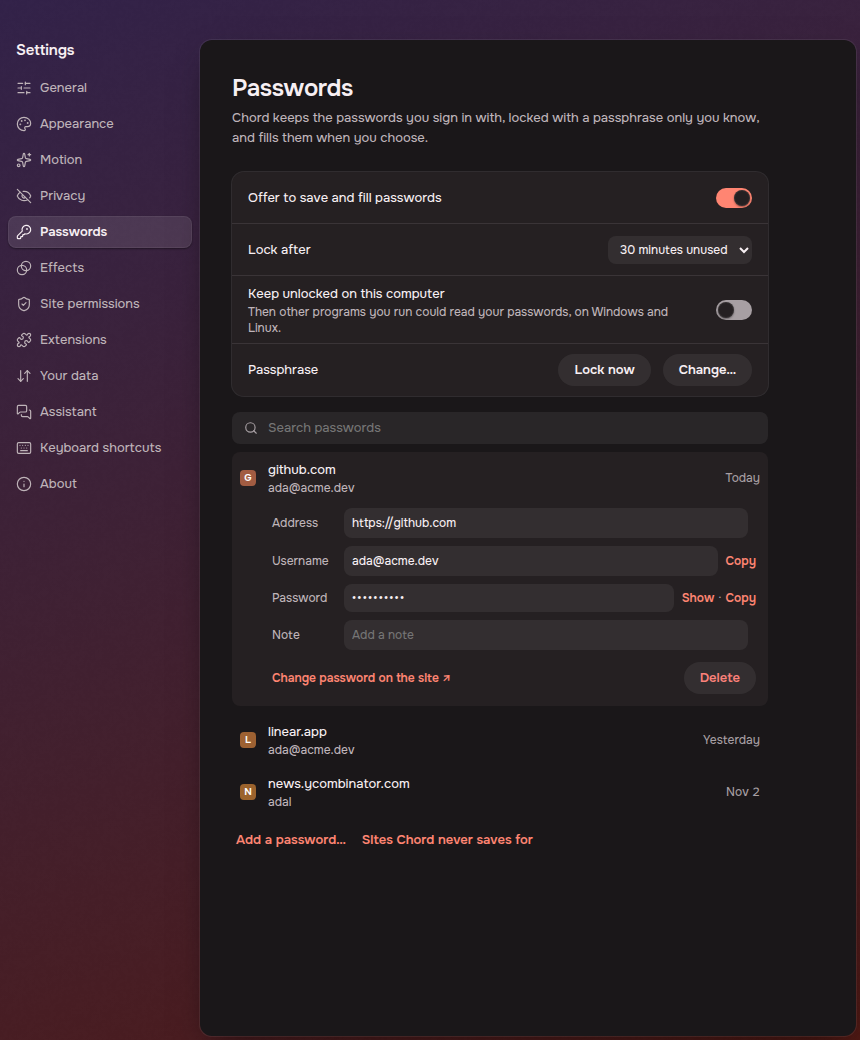 Settings
General
Appearance
Motion
Privacy
Passwords
Effects
Site permissions
Extensions
Your data
Assistant
Keyboard shortcuts
About
Passwords
Chord keeps the passwords you sign in with, locked with a passphrase only you know,
and fills them when you choose.
Offer to save and fill passwords
Lock after
30 minutes unused
Keep unlocked on this computer
Then other programs you run could read your passwords, on Windows and
Linux.
Passphrase
Lock now
Change...
Search passwords
G
github.com
ada@acme.dev
Today
Address
https://github.com
Username
ada@acme.dev
Copy
Password
••••••••••
Show · Copy
Note
Add a note
Change password on the site ↗
Delete
L
linear.app
ada@acme.dev
Yesterday
N
news.ycombinator.com
adal
Nov 2
Add a password...
Sites Chord never saves for